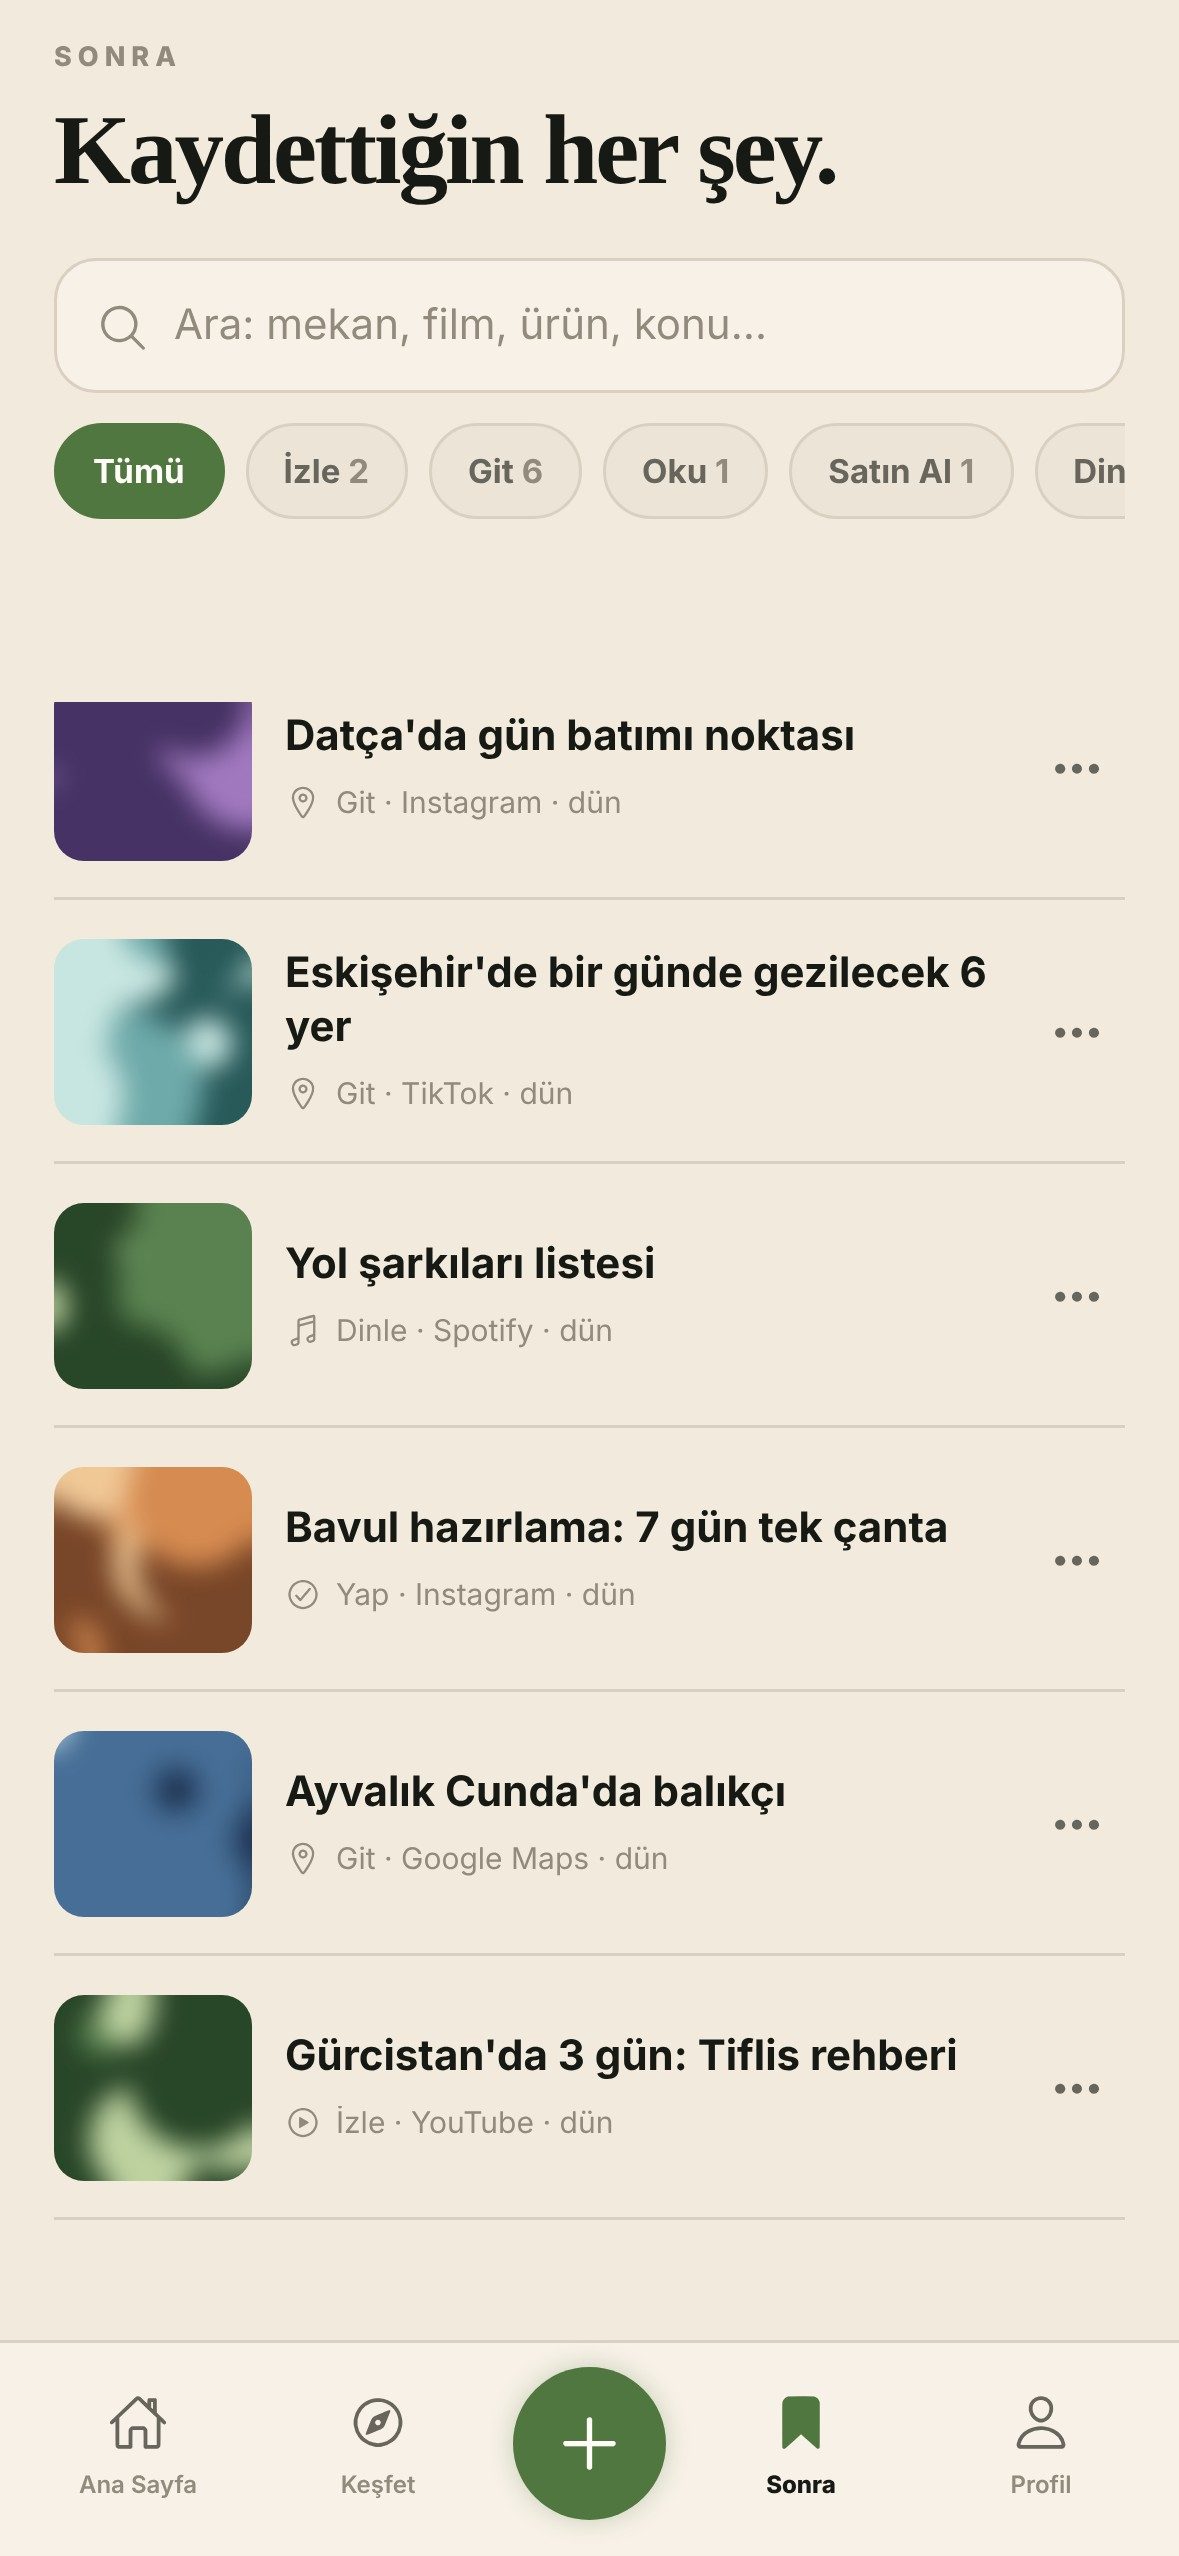 SONRA
Kaydettiğin her şey.
Ara: mekan, film, ürün, konu...
Tümü
İzle 2
Git 6
Oku 1
Satın Al 1
Din
Datça'da gün batımı noktası
Git · Instagram · dün
Eskişehir'de bir günde gezilecek 6
yer
Git · TikTok · dün
Yol şarkıları listesi
Dinle · Spotify · dün
Bavul hazırlama: 7 gün tek çanta
Yap · Instagram · dün
Ayvalık Cunda'da balıkçı
Git · Google Maps · dün
Gürcistan'da 3 gün: Tiflis rehberi
İzle · YouTube · dün
Ana Sayfa
Keşfet
Sonra
Profil